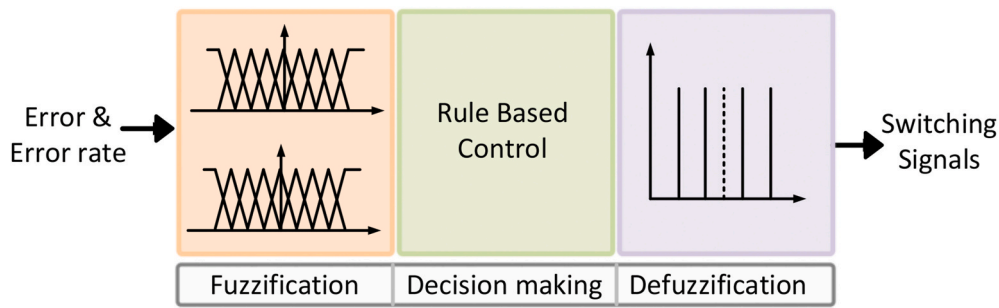 Error &
Error rate
Rule Based
Control
Switching
Signals
Fuzzification
Decision making
Defuzzification